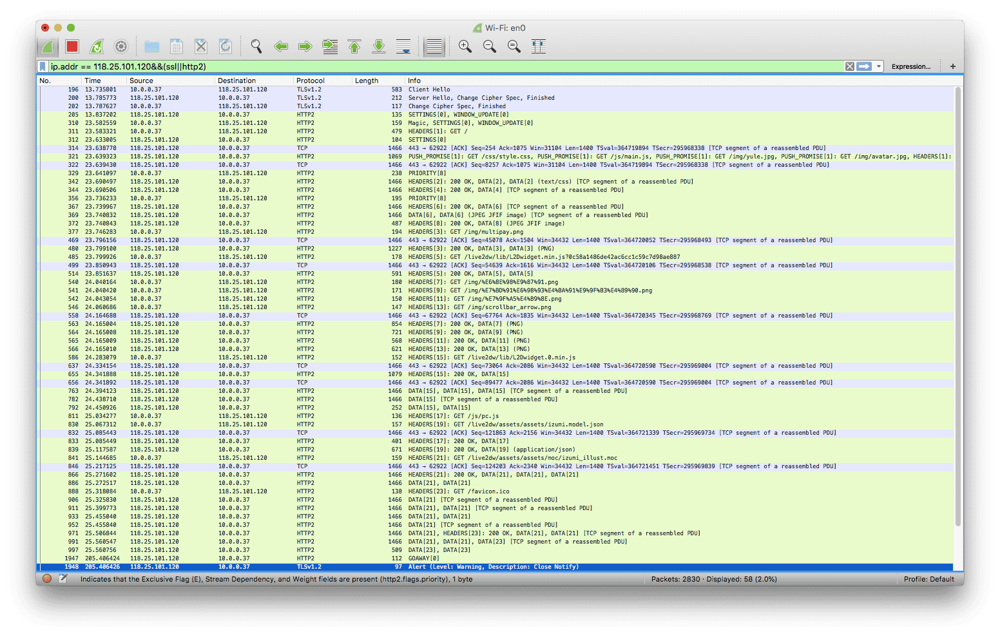 Wi-Fi: en0
ip.addr == 118.25.101.120&&(ssl||http2)
Expression... +
No. Time Source Destination Protocol Length Info
196 13.735801 10.0.0.37 118.25.101.120 TLSv1.2 583 Client Hello
200 13.785773 118.25.101.120 10.0.0.37 TLSv1.2 212 Server Hello, Change Cipher Spec, Finished
202 13.787627 10.0.0.37 118.25.101.120 TLSv1.2 117 Change Cipher Spec, Finished
205 13.837202 118.25.101.120 10.0.0.37 HTTP2 135 SETTINGS[0], WINDOW_UPDATE[0]
310 23.582559 10.0.0.37 118.25.101.120 HTTP2 159 Magic, SETTINGS[0], WINDOW_UPDATE[0]
311 23.583321 10.0.0.37 118.25.101.120 HTTP2 479 HEADERS[1]: GET /
312 23.633005 118.25.101.120 10.0.0.37 HTTP2 104 SETTINGS[0]
314 23.638778 118.25.101.120 10.0.0.37 TCP 1466 443 → 62922 [ACK] Seq=254 Ack=1075 Win=31104 Len=1400 TSval=364719894 TSecr=295968338 [TCP segment of a reassembled PDU]
321 23.639323 118.25.101.120 10.0.0.37 HTTP2 1069 PUSH_PROMISE[1]: GET /css/style.css, PUSH_PROMISE[1]: GET /js/main.js, PUSH_PROMISE[1]: GET /img/yule.jpg, PUSH_PROMISE[1]: GET /img/avatar.jpg, HEADERS[1]:
322 23.639430 118.25.101.120 10.0.0.37 TCP 1466 443 → 62922 [ACK] Seq=8257 Ack=1075 Win=31104 Len=1400 TSval=364719894 TSecr=295968338 [TCP segment of a reassembled PDU]
329 23.641097 10.0.0.37 118.25.101.120 HTTP2 238 PRIORITY[8]
342 23.690497 118.25.101.120 10.0.0.37 HTTP2 1466 HEADERS[2]: 200 OK, DATA[2], DATA[2] (text/css) [TCP segment of a reassembled PDU]
344 23.690506 118.25.101.120 10.0.0.37 HTTP2 1466 HEADERS[4]: 200 OK, DATA[4] [TCP segment of a reassembled PDU]
356 23.736233 10.0.0.37 118.25.101.120 HTTP2 195 PRIORITY[8]
367 23.739967 118.25.101.120 10.0.0.37 HTTP2 1466 HEADERS[6]: 200 OK, DATA[6] [TCP segment of a reassembled PDU]
369 23.740832 118.25.101.120 10.0.0.37 HTTP2 1466 DATA[6], DATA[6] (JPEG JFIF image) [TCP segment of a reassembled PDU]
372 23.740843 118.25.101.120 10.0.0.37 HTTP2 487 HEADERS[8]: 200 OK, DATA[8] (JPEG JFIF image)
377 23.746283 10.0.0.37 118.25.101.120 HTTP2 194 HEADERS[3]: GET /img/multipay.png
469 23.796156 118.25.101.120 10.0.0.37 TCP 1466 443 → 62922 [ACK] Seq=45078 Ack=1504 Win=34432 Len=1400 TSval=364720052 TSecr=295968493 [TCP segment of a reassembled PDU]
480 23.799100 118.25.101.120 10.0.0.37 HTTP2 1227 HEADERS[3]: 200 OK, DATA[3], DATA[3] (PNG)
485 23.799926 10.0.0.37 118.25.101.120 HTTP2 178 HEADERS[5]: GET /live2dw/lib/L2Dwidget.min.js?0c58a1486de42ac6cc1c59c7d98ae887
499 23.850943 118.25.101.120 10.0.0.37 TCP 1466 443 → 62922 [ACK] Seq=54639 Ack=1616 Win=34432 Len=1400 TSval=364720106 TSecr=295968538 [TCP segment of a reassembled PDU]
514 23.851637 118.25.101.120 10.0.0.37 HTTP2 591 HEADERS[5]: 200 OK, DATA[5], DATA[5]
540 24.040164 10.0.0.37 118.25.101.120 HTTP2 180 HEADERS[7]: GET /img/%E6%8E%98%E9%87%91.png
541 24.040420 10.0.0.37 118.25.101.120 HTTP2 171 HEADERS[9]: GET /img/%E7%BD%91%E6%98%93%E4%BA%91%E9%9F%B3%E4%B9%90.png
542 24.043054 10.0.0.37 118.25.101.120 HTTP2 150 HEADERS[11]: GET /img/%E7%9F%A5%E4%B9%8E.png
546 24.060686 10.0.0.37 118.25.101.120 HTTP2 147 HEADERS[13]: GET /img/scrollbar_arrow.png
558 24.164688 118.25.101.120 10.0.0.37 TCP 1466 443 → 62922 [ACK] Seq=67764 Ack=1835 Win=34432 Len=1400 TSval=364720345 TSecr=295968769 [TCP segment of a reassembled PDU]
563 24.165004 118.25.101.120 10.0.0.37 HTTP2 854 HEADERS[7]: 200 OK, DATA[7] (PNG)
564 24.165008 118.25.101.120 10.0.0.37 HTTP2 721 HEADERS[9]: 200 OK, DATA[9] (PNG)
565 24.165009 118.25.101.120 10.0.0.37 HTTP2 568 HEADERS[11]: 200 OK, DATA[11] (PNG)
566 24.165010 118.25.101.120 10.0.0.37 HTTP2 621 HEADERS[13]: 200 OK, DATA[13] (PNG)
586 24.283079 10.0.0.37 118.25.101.120 HTTP2 152 HEADERS[15]: GET /live2dw/lib/L2Dwidget.0.min.js
637 24.334154 118.25.101.120 10.0.0.37 TCP 1466 443 → 62922 [ACK] Seq=73064 Ack=2086 Win=34432 Len=1400 TSval=364720590 TSecr=295969004 [TCP segment of a reassembled PDU]
655 24.341888 118.25.101.120 10.0.0.37 HTTP2 1079 HEADERS[15]: 200 OK, DATA[15]
656 24.341892 118.25.101.120 10.0.0.37 TCP 1466 443 → 62922 [ACK] Seq=89477 Ack=2086 Win=34432 Len=1400 TSval=364720590 TSecr=295969004 [TCP segment of a reassembled PDU]
763 24.394123 118.25.101.120 10.0.0.37 HTTP2 1466 DATA[15], DATA[15], DATA[15] [TCP segment of a reassembled PDU]
782 24.438710 118.25.101.120 10.0.0.37 HTTP2 1466 DATA[15] [TCP segment of a reassembled PDU]
792 24.450926 118.25.101.120 10.0.0.37 HTTP2 252 DATA[15], DATA[15]
811 25.034277 10.0.0.37 118.25.101.120 HTTP2 136 HEADERS[17]: GET /js/pc.js
830 25.067312 10.0.0.37 118.25.101.120 HTTP2 157 HEADERS[19]: GET /live2dw/assets/assets/izumi.model.json
832 25.085443 118.25.101.120 10.0.0.37 TCP 1466 443 → 62922 [ACK] Seq=121863 Ack=2156 Win=34432 Len=1400 TSval=364721339 TSecr=295969734 [TCP segment of a reassembled PDU]
833 25.085449 118.25.101.120 10.0.0.37 HTTP2 401 HEADERS[17]: 200 OK, DATA[17]
839 25.117587 118.25.101.120 10.0.0.37 HTTP2 671 HEADERS[19]: 200 OK, DATA[19] (application/json)
841 25.144685 10.0.0.37 118.25.101.120 HTTP2 159 HEADERS[21]: GET /live2dw/assets/assets/moc/izumi_illust.moc
846 25.217125 118.25.101.120 10.0.0.37 TCP 1466 443 → 62922 [ACK] Seq=124203 Ack=2340 Win=34432 Len=1400 TSval=364721451 TSecr=295969839 [TCP segment of a reassembled PDU]
866 25.271602 118.25.101.120 10.0.0.37 HTTP2 1466 HEADERS[21]: 200 OK, DATA[21], DATA[21], DATA[21]
886 25.272517 118.25.101.120 10.0.0.37 HTTP2 1466 DATA[21], DATA[21]
888 25.318084 10.0.0.37 118.25.101.120 HTTP2 138 HEADERS[23]: GET /favicon.ico
906 25.325830 118.25.101.120 10.0.0.37 HTTP2 1466 DATA[21] [TCP segment of a reassembled PDU]
911 25.399773 118.25.101.120 10.0.0.37 HTTP2 1466 DATA[21], DATA[21] [TCP segment of a reassembled PDU]
933 25.455040 118.25.101.120 10.0.0.37 HTTP2 1466 DATA[21], DATA[21]
952 25.455840 118.25.101.120 10.0.0.37 HTTP2 1466 DATA[21] [TCP segment of a reassembled PDU]
971 25.506844 118.25.101.120 10.0.0.37 HTTP2 1466 DATA[21], HEADERS[23]: 200 OK, DATA[21], DATA[21] [TCP segment of a reassembled PDU]
991 25.560547 118.25.101.120 10.0.0.37 HTTP2 1466 DATA[21], DATA[21], DATA[23] [TCP segment of a reassembled PDU]
997 25.560756 118.25.101.120 10.0.0.37 HTTP2 509 DATA[23], DATA[23]
1947 205.406424 118.25.101.120 10.0.0.37 HTTP2 112 GOAWAY[0]
1948 205.406426 118.25.101.120 10.0.0.37 TLSv1.2 97 Alert (Level: Warning, Description: Close Notify)
Indicates that the Exclusive Flag (E), Stream Dependency, and Weight fields are present (http2.flags.priority), 1 byte
Packets: 2830 · Displayed: 58 (2.0%)
Profile: Default